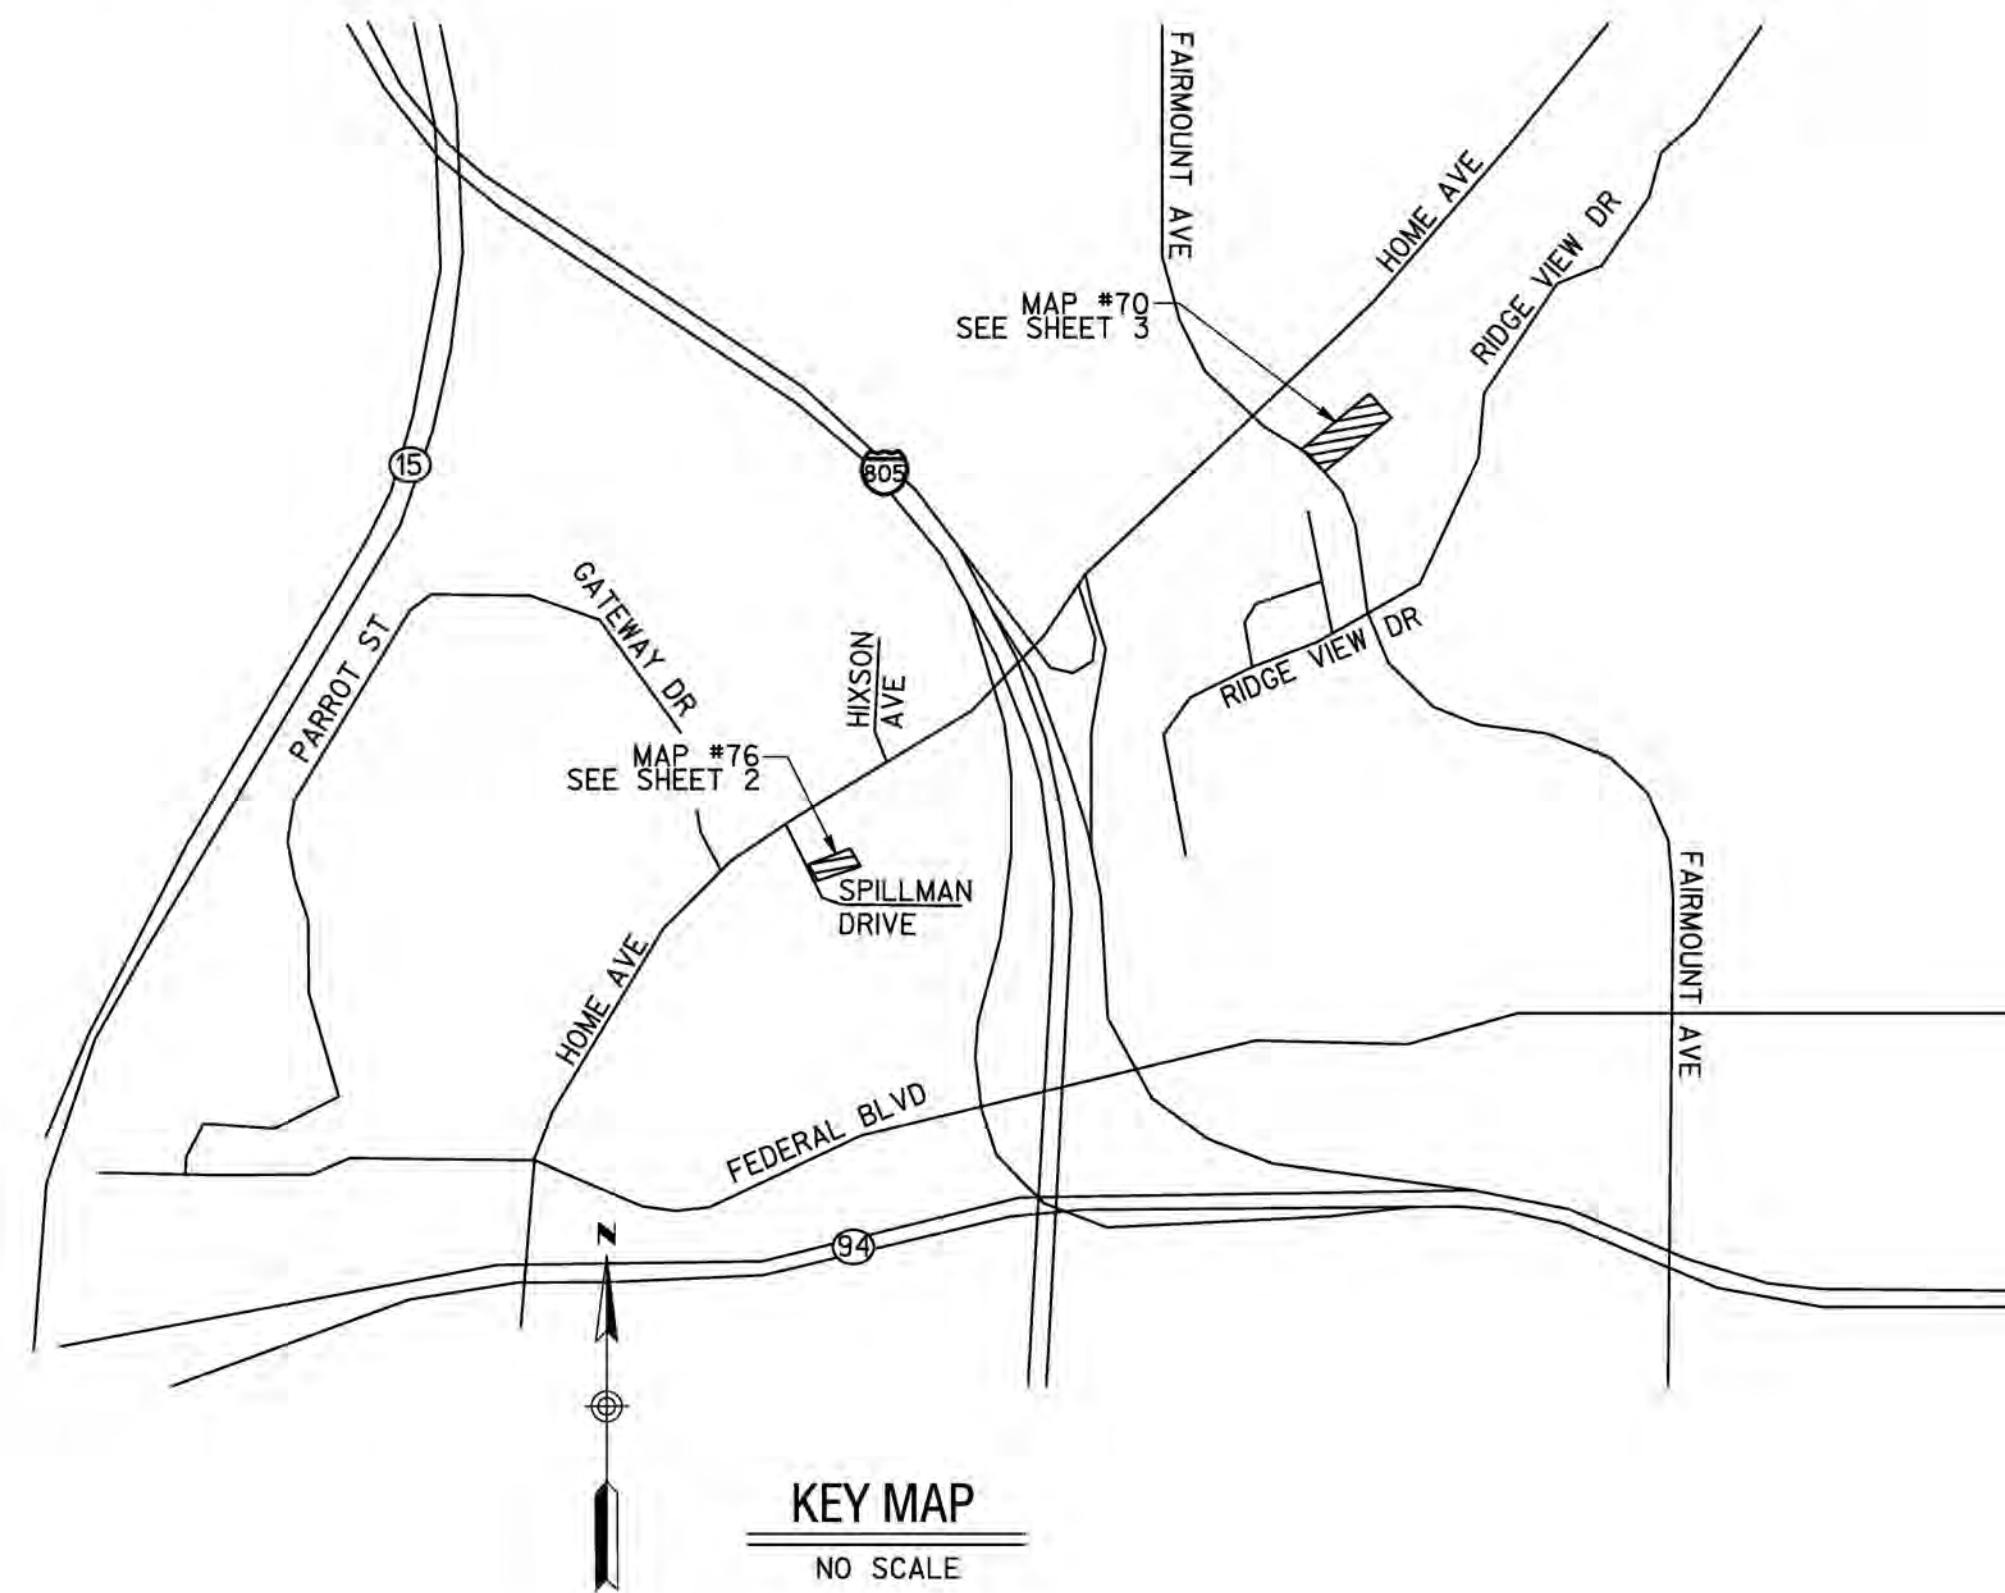 FAIRMOUNT AVE
HOME AVE
RIDGE VIEW DR
MAP #70
SEE SHEET 3
15
805
GATEWAY DR
PARROT ST
HIXSON
AVE
RIDGE VIEW DR
MAP #76
SEE SHEET 2
SPILLMAN
DRIVE
HOME AVE
FAIRMOUNT AVE
FEDERAL BLVD
94
N
KEY MAP
NO SCALE